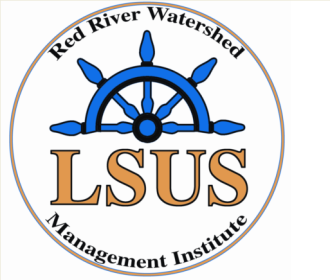 Red River Watershed
LSUS
Management Institute